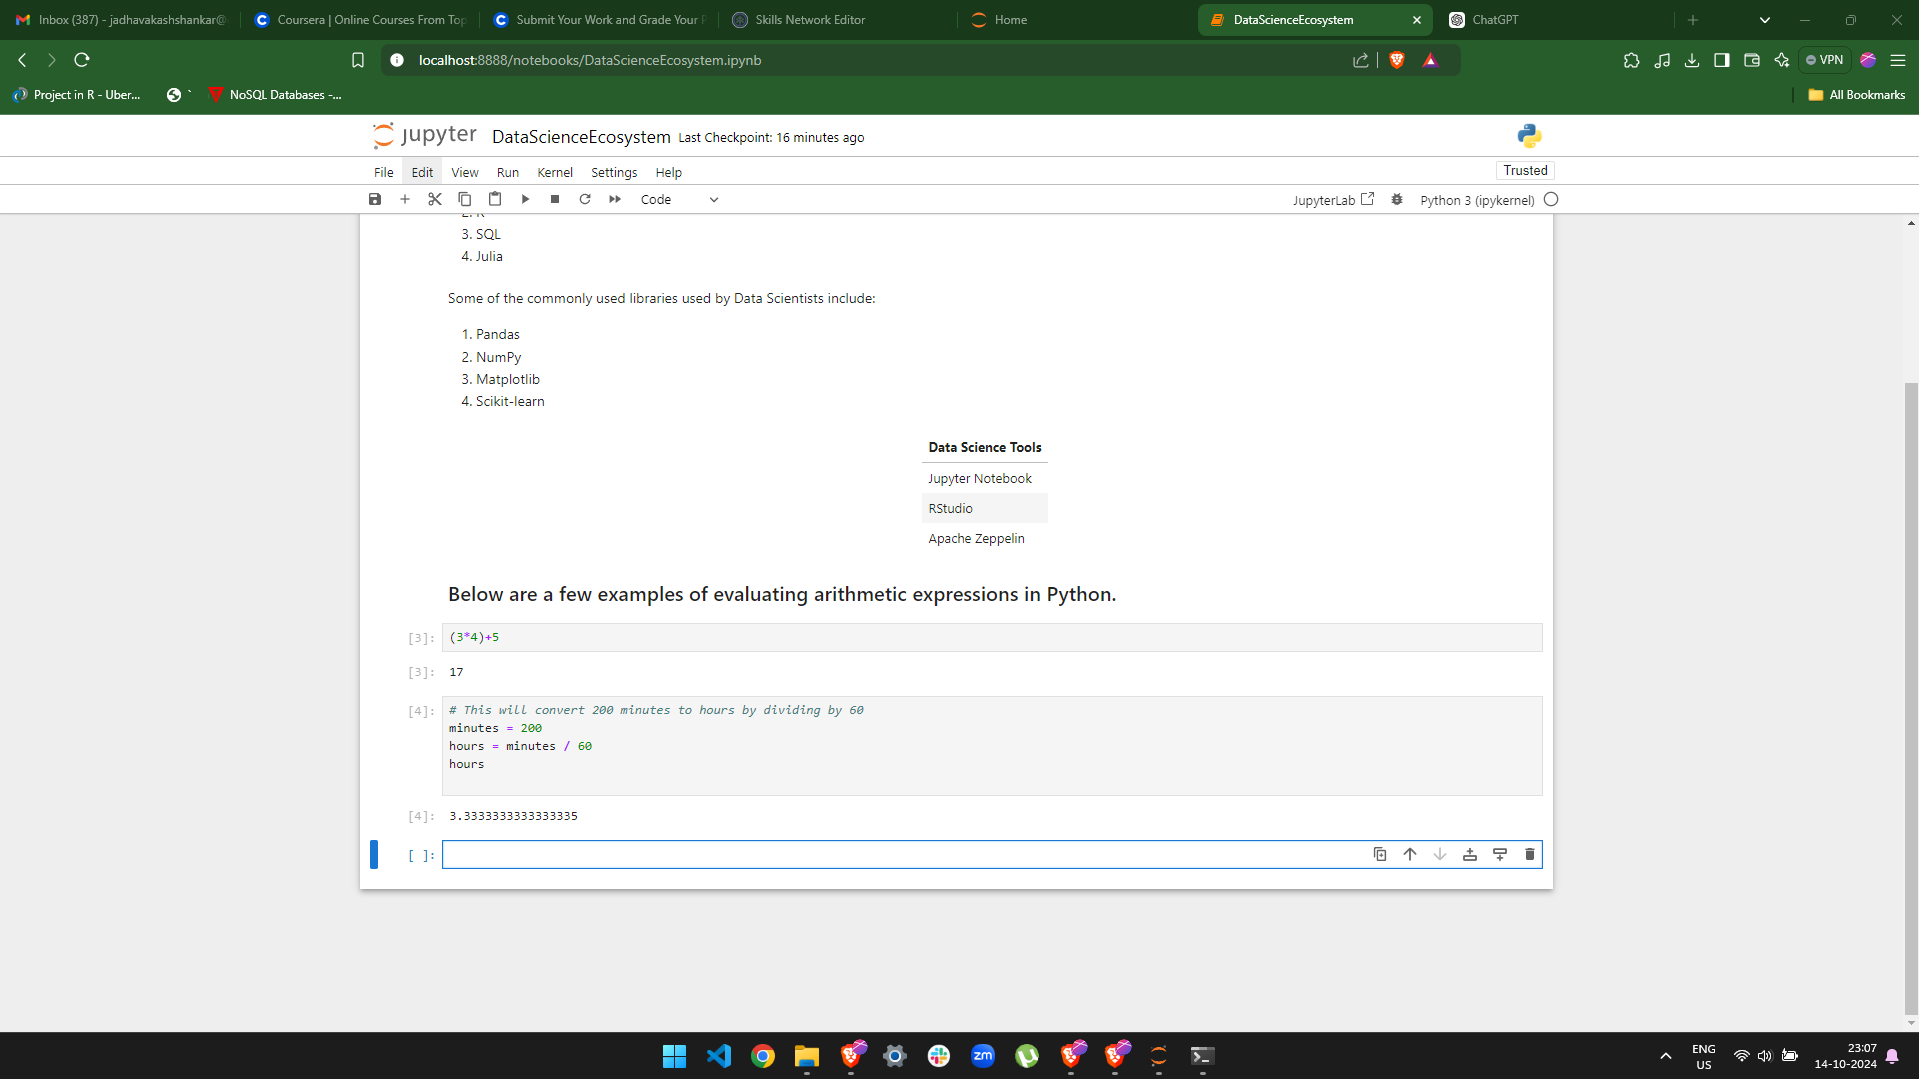 Inbox (387) - jadhavakashshankar@
Coursera | Online Courses From Top
Submit Your Work and Grade Your P
Skills Network Editor
Home
DataScienceEcosystem
ChatGPT
localhost:8888/notebooks/DataScienceEcosystem.ipynb
VPN
Project in R - Uber...
`
NoSQL Databases -...
All Bookmarks
jupyter DataScienceEcosystem Last Checkpoint: 16 minutes ago
File Edit View Run Kernel Settings Help
Trusted
Code
JupyterLab
Python 3 (ipykernel)
2. R
3. SQL
4. Julia
Some of the commonly used libraries used by Data Scientists include:
1. Pandas
2. NumPy
3. Matplotlib
4. Scikit-learn
Data Science Tools
Jupyter Notebook
RStudio
Apache Zeppelin
Below are a few examples of evaluating arithmetic expressions in Python.
[3]: (3*4)+5
[3]: 17
[4]: # This will convert 200 minutes to hours by dividing by 60
minutes = 200
hours = minutes / 60
hours
[4]: 3.3333333333333335
[ ]:
zm
ENG
US
23:07
14-10-2024